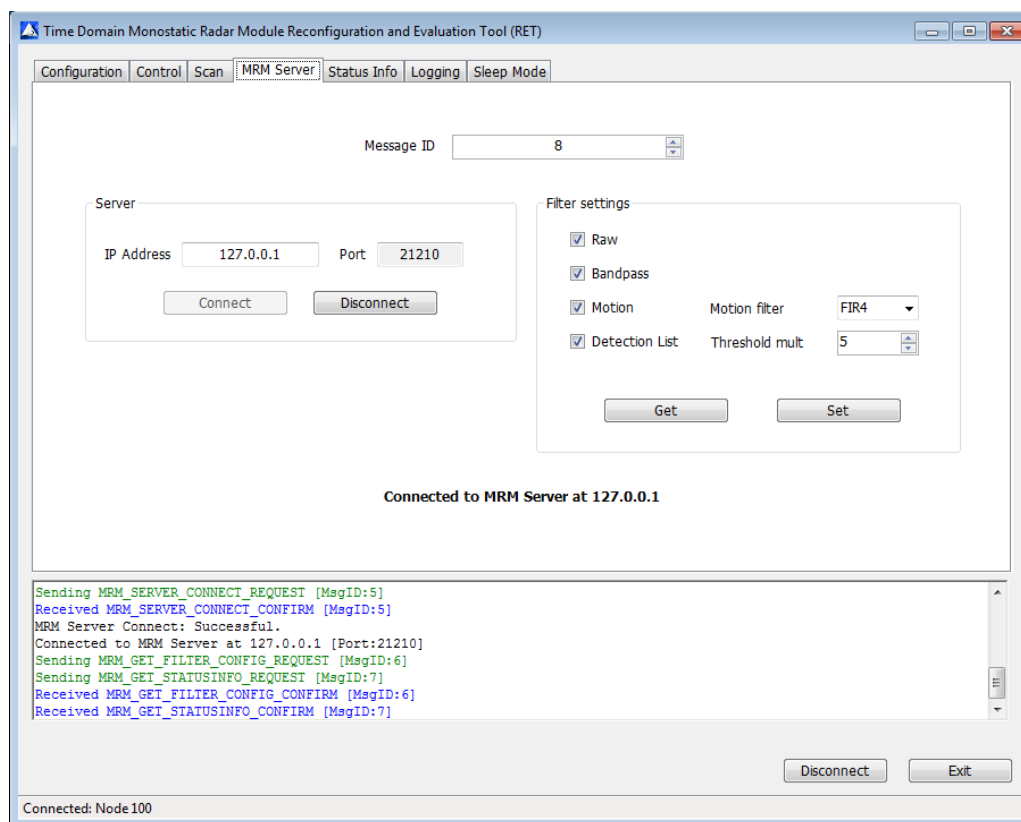 Time Domain Monostatic Radar Module Reconfiguration and Evaluation Tool (RET)
Configuration Control Scan MRM Server Status Info Logging Sleep Mode
Message ID 8
Server
IP Address 127.0.0.1 Port 21210
Connect Disconnect
Filter settings
Raw
Bandpass
Motion Motion filter FIR4
Detection List Threshold mult 5
Get Set
Connected to MRM Server at 127.0.0.1
Sending MRM_SERVER_CONNECT_REQUEST [MsgID:5]
Received MRM_SERVER_CONNECT_CONFIRM [MsgID:5]
MRM Server Connect: Successful.
Connected to MRM Server at 127.0.0.1 [Port:21210]
Sending MRM_GET_FILTER_CONFIG_REQUEST [MsgID:6]
Sending MRM_GET_STATUSINFO_REQUEST [MsgID:7]
Received MRM_GET_FILTER_CONFIG_CONFIRM [MsgID:6]
Received MRM_GET_STATUSINFO_CONFIRM [MsgID:7]
Disconnect Exit
Connected: Node 100